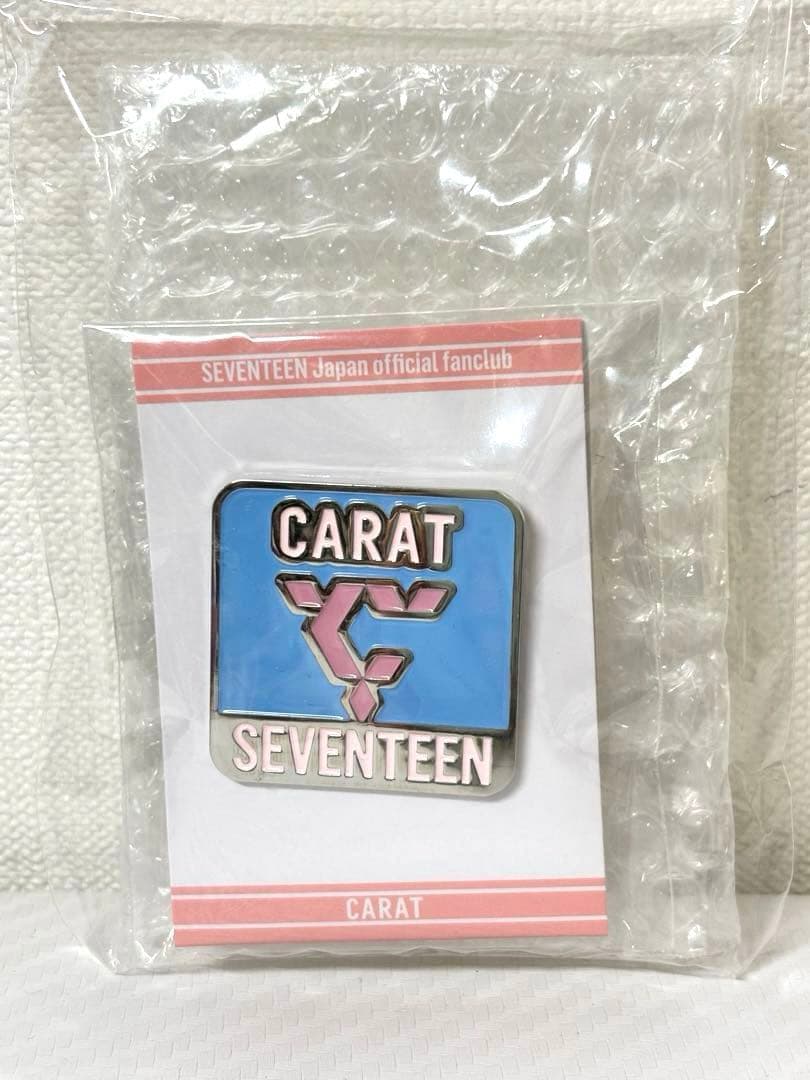 SEVENTEEN Japan official fanclub
CARAT
SEVENTEEN
CARAT